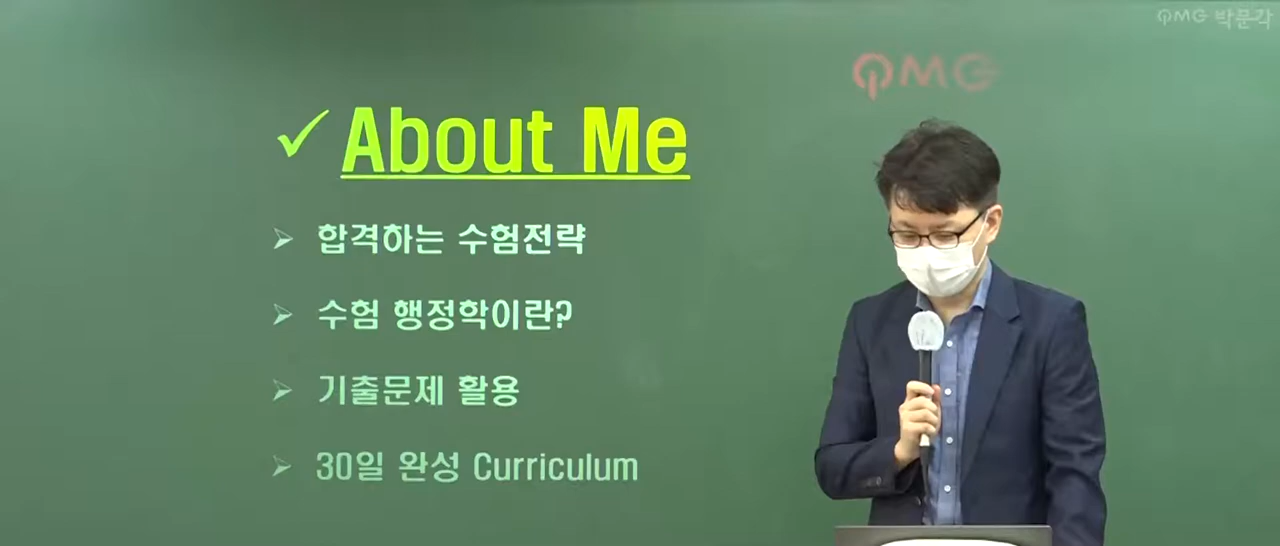 PMG 박문각
PMG
About Me
합격하는 수험전략
수험 행정학이란?
기출문제 활용
30일 완성 Curriculum